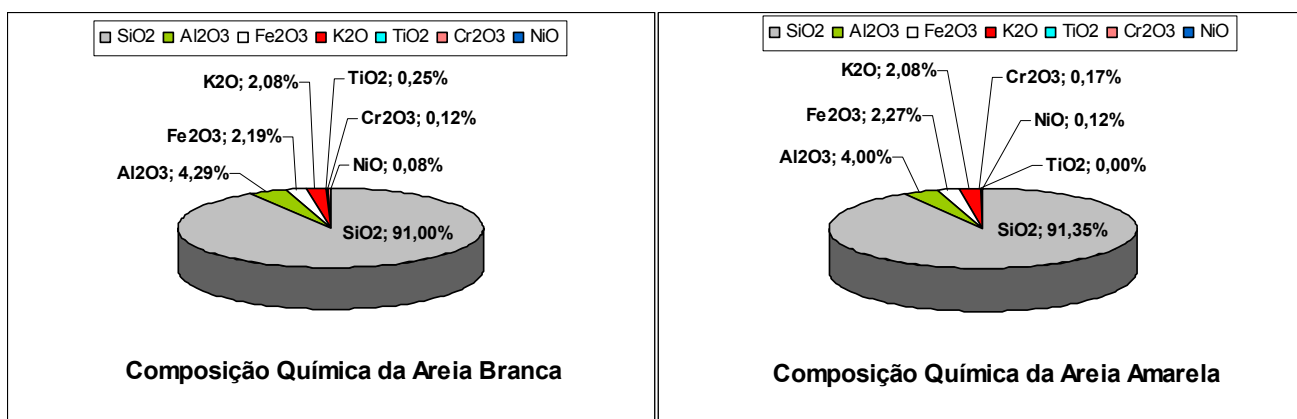 SiO2 Al2O3 Fe2O3 K2O TiO2 Cr2O3 NiO
K2O; 2,08%
TiO2; 0,25%
Fe2O3; 2,19%
Cr2O3; 0,12%
Al2O3; 4,29%
NiO; 0,08%
SiO2; 91,00%
Composição Química da Areia Branca
SiO2 Al2O3 Fe2O3 K2O TiO2 Cr2O3 NiO
K2O; 2,08%
Cr2O3; 0,17%
Fe2O3; 2,27%
NiO; 0,12%
Al2O3; 4,00%
TiO2; 0,00%
SiO2; 91,35%
Composição Química da Areia Amarela